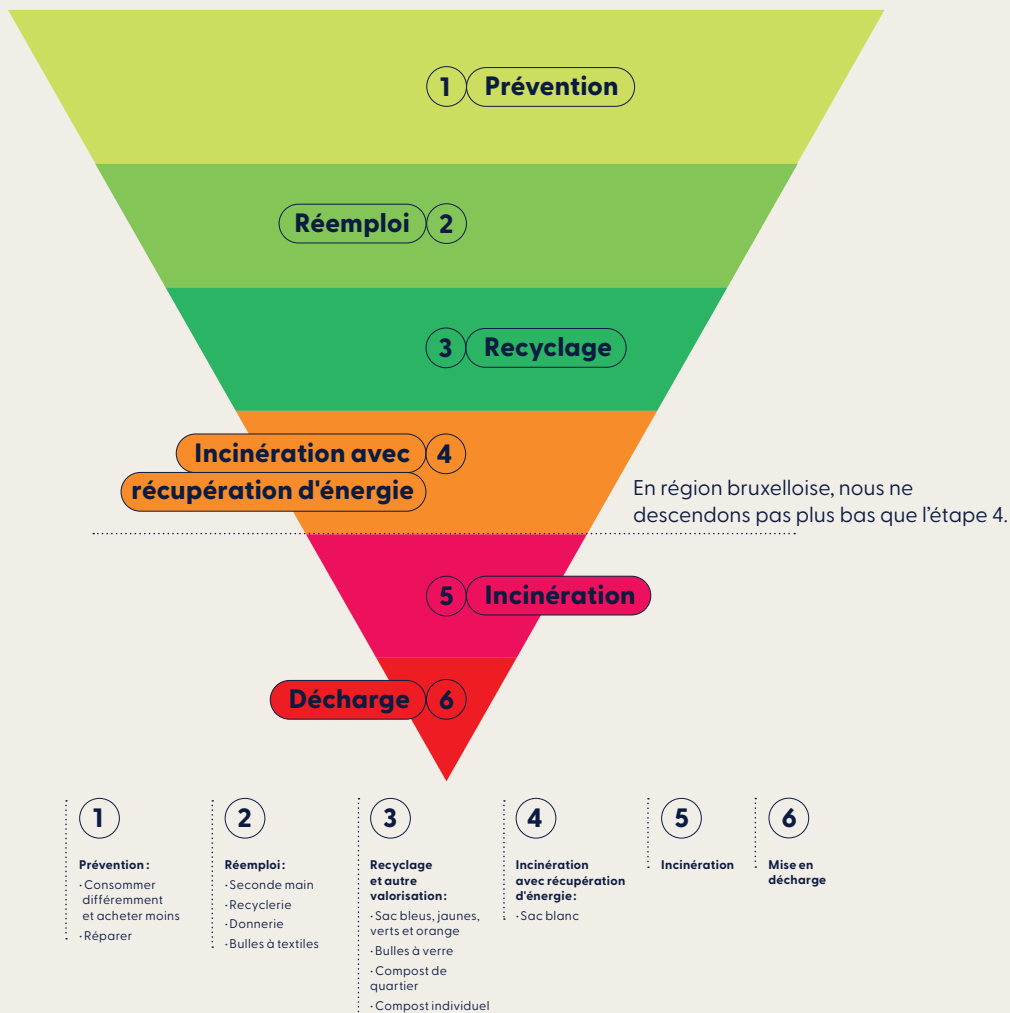 1 Prévention
Réemploi 2
3 Recyclage
Incinération avec 4
récupération d'énergie
En région bruxelloise, nous ne
descendons pas plus bas que l'étape 4.
5 Incinération
Décharge 6
1
Prévention :
· Consommer
différemment
et acheter moins
· Réparer
2
Réemploi :
· Seconde main
· Recyclerie
· Donnerie
· Bulles à textiles
3
Recyclage
et autre
valorisation :
· Sac bleus, jaunes,
verts et orange
· Bulles à verre
· Compost de
quartier
· Compost individuel
4
Incinération
avec récupération
d'énergie :
· Sac blanc
5
Incinération
6
Mise en
décharge